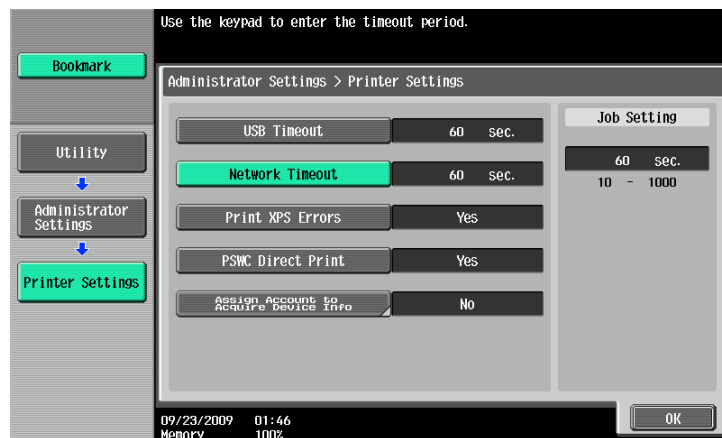 Use the keypad to enter the timeout period.
Bookmark
Administrator Settings > Printer Settings
Utility
Administrator
Settings
Printer Settings
USB Timeout 60 sec.
Network Timeout 60 sec.
Print XPS Errors Yes
PSWC Direct Print Yes
Assign Account to
Acquire Device Info No
Job Setting
60 sec.
10 - 1000
09/23/2009 01:46
Memory 100%
OK